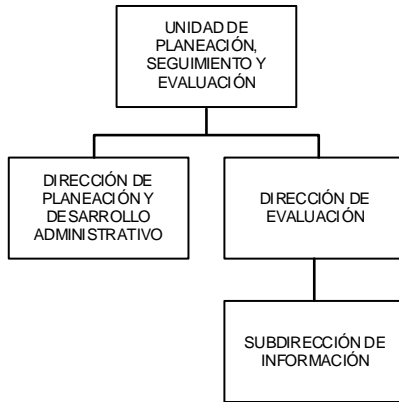 UNIDAD DE
PLANEACIÓN,
SEGUIMIENTO Y
EVALUACIÓN
DIRECCIÓN DE
PLANEACIÓN Y
DESARROLLO
ADMINISTRATIVO
DIRECCIÓN DE
EVALUACIÓN
SUBDIRECCIÓN DE
INFORMACIÓN